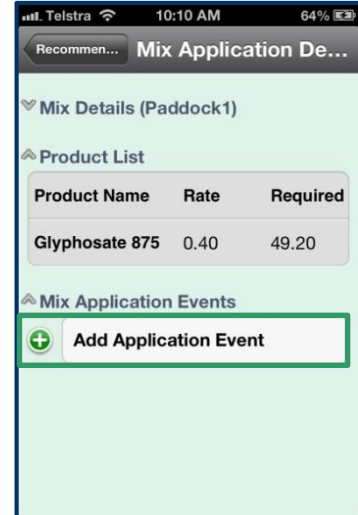 Telstra 10:10 AM 64%
Recommen... Mix Application De...
Mix Details (Paddock1)
Product List
Product Name Rate Required
Glyphosate 875 0.40 49.20
Mix Application Events
Add Application Event